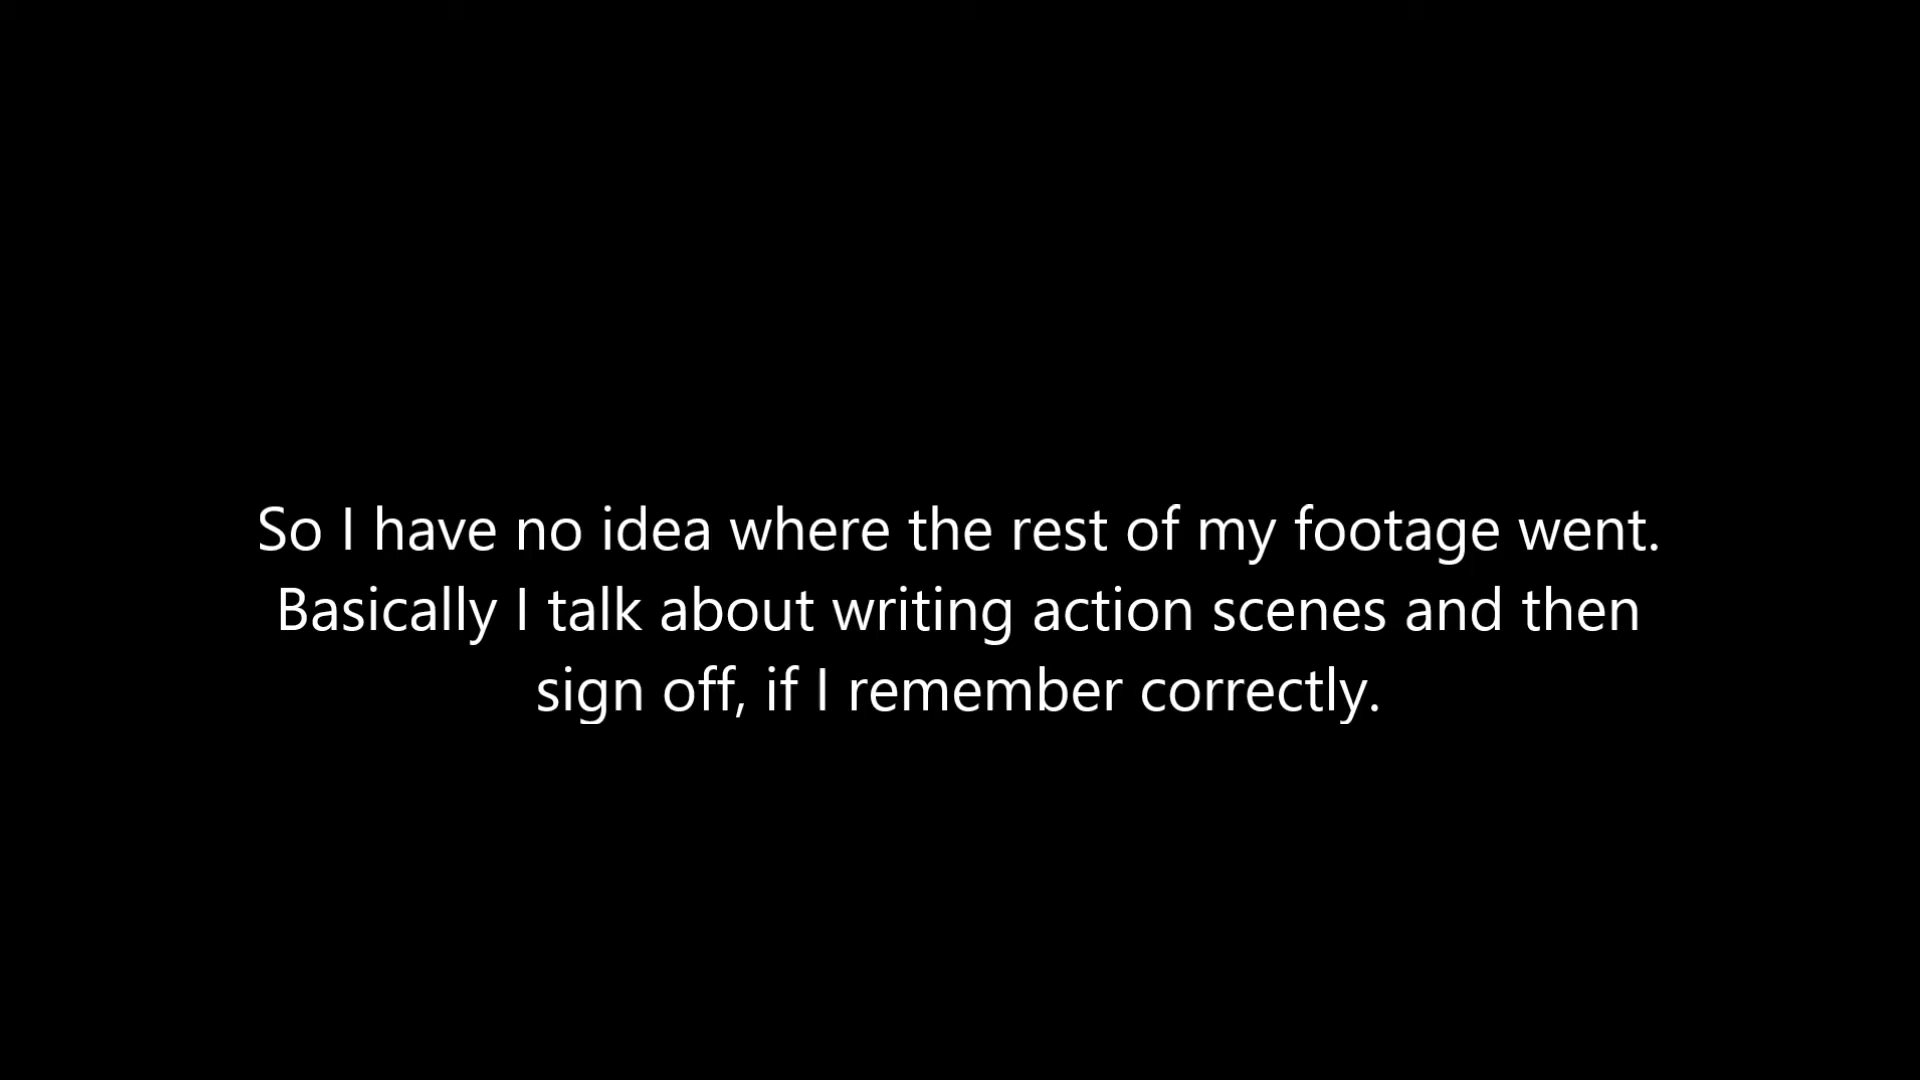 So I have no idea where the rest of my footage went.
Basically I talk about writing action scenes and then
sign off, if I remember correctly.